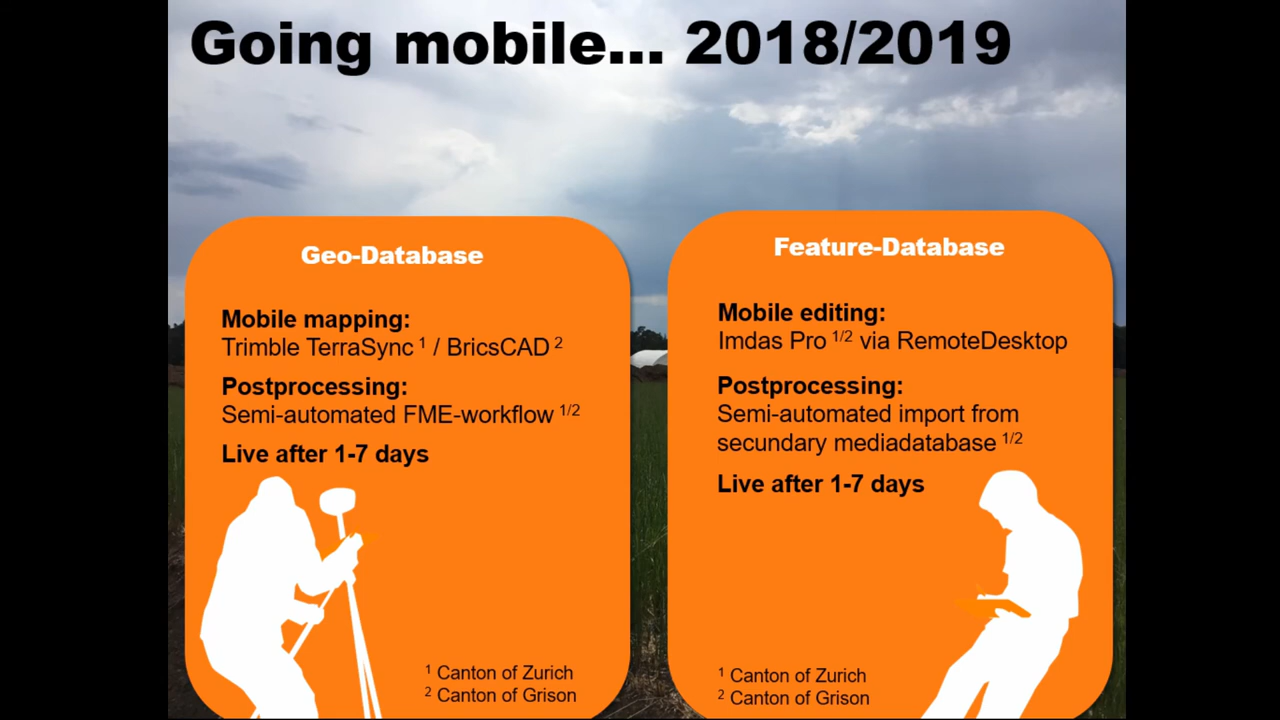 Going mobile... 2018/2019
Geo-Database
Mobile mapping:
Trimble TerraSync ¹ / BricsCAD ²
Postprocessing:
Semi-automated FME-workflow ¹/²
Live after 1-7 days
¹ Canton of Zurich
² Canton of Grison
Feature-Database
Mobile editing:
Imdas Pro ¹/² via RemoteDesktop
Postprocessing:
Semi-automated import from
secundary mediadatabase ¹/²
Live after 1-7 days
¹ Canton of Zurich
² Canton of Grison